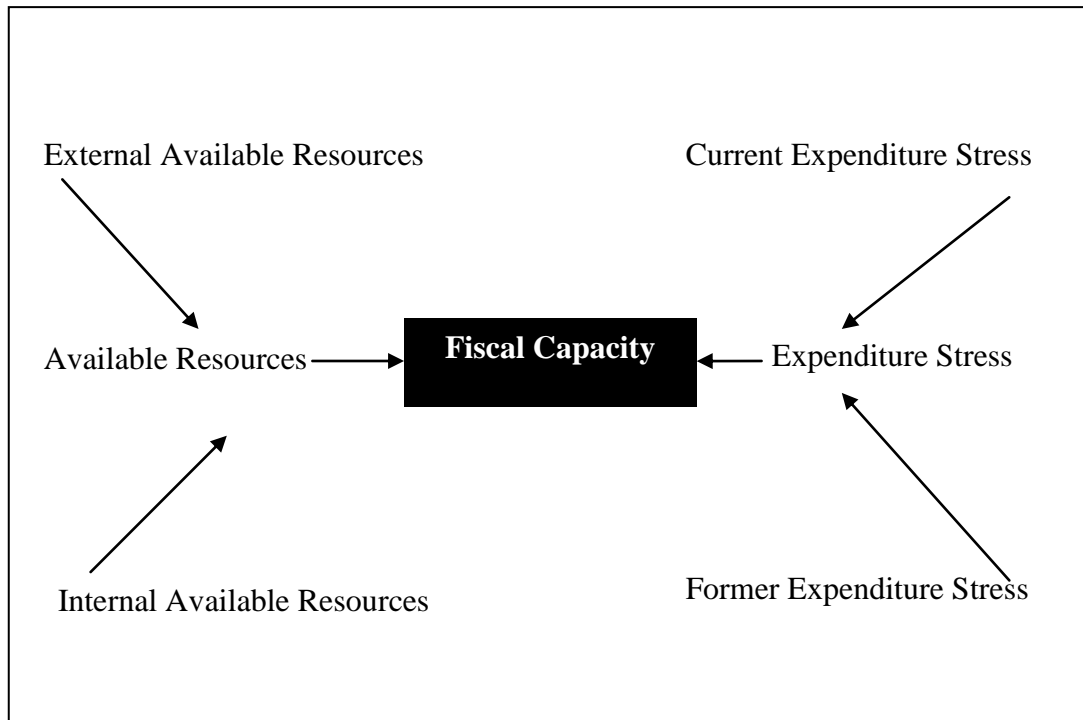 External Available Resources
Current Expenditure Stress
Available Resources
Fiscal Capacity
Expenditure Stress
Internal Available Resources
Former Expenditure Stress